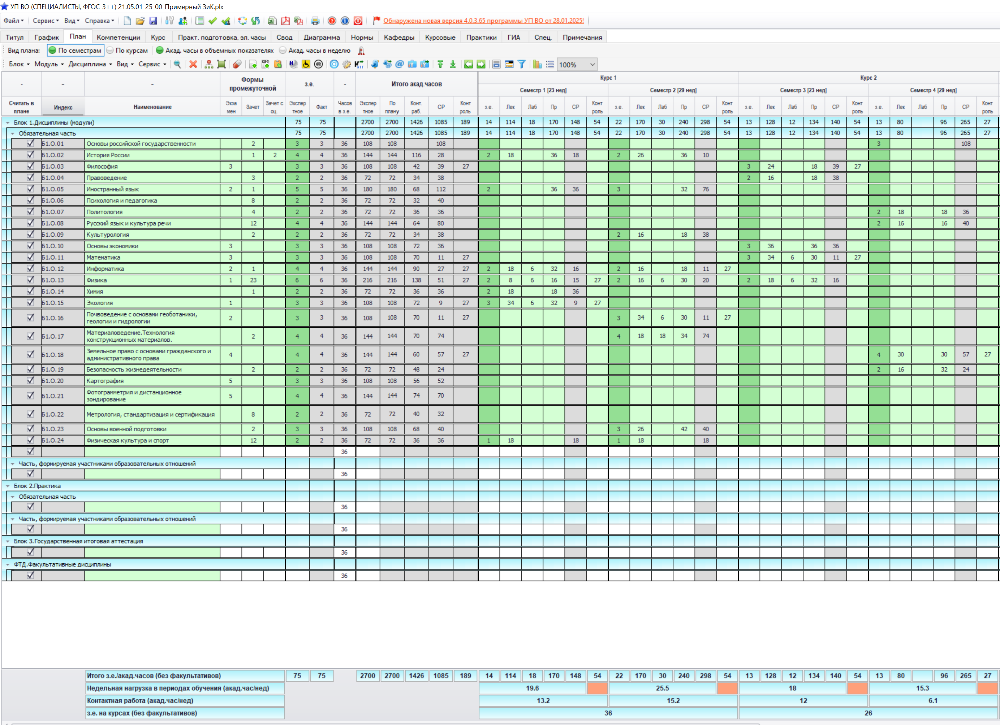 УП ВО (СПЕЦИАЛИСТЫ, ФГОС-3++) 21.05.01_25_00_Примерный ЗиК.plx
Файл Сервис Вид Справка Обнаружена новая версия 4.0.3.65 программы УП ВО от 28.01.2025!
Титул График План Компетенции Курс Практ. подготовка, эл. часы Свод Диаграмма Нормы Кафедры Курсовые Практики ГИА Спец. Примечания
Вид плана: По семестрам По курсам Акад. часы в объемных показателях Акад. часы в неделю
Блок Модуль Дисциплина Вид Сервис 100%
- - - Формы промежуточной з.е. - Итого акад.часов Курс 1 Курс 2
Семестр 1 [23 нед] Семестр 2 [29 нед] Семестр 3 [23 нед] Семестр 4 [29 нед]
Считать в плане Индекс Наименование Экза мен Зачет Зачет с оц. Экспер тное Факт Часов в з.е. Экспер тное По плану Конт. раб. СР Конт роль з.е. Лек Лаб Пр СР Конт роль з.е. Лек Лаб Пр СР Конт роль з.е. Лек Лаб Пр СР Конт роль з.е. Лек Лаб Пр СР Конт роль
Блок 1.Дисциплины (модули) 75 75 2700 2700 1426 1085 189 14 114 18 170 148 54 22 170 30 240 298 54 13 128 12 134 140 54 13 80 96 265 27
Обязательная часть 75 75 2700 2700 1426 1085 189 14 114 18 170 148 54 22 170 30 240 298 54 13 128 12 134 140 54 13 80 96 265 27
Б1.О.01 Основы российской государственности 2 3 3 36 108 108 108 3 108
Б1.О.02 История России 1 2 4 4 36 144 144 116 28 2 18 36 18 2 26 36 10
Б1.О.03 Философия 3 3 3 36 108 108 42 39 27 3 24 18 39 27
Б1.О.04 Правоведение 3 2 2 36 72 72 34 38 2 16 18 38
Б1.О.05 Иностранный язык 2 1 5 5 36 180 180 68 112 2 36 36 3 32 76
Б1.О.06 Психология и педагогика 8 2 2 36 72 72 32 40
Б1.О.07 Политология 4 2 2 36 72 72 36 36 2 18 18 36
Б1.О.08 Русский язык и культура речи 12 4 4 36 144 144 64 80 2 16 16 40
Б1.О.09 Культурология 2 2 2 36 72 72 34 38 2 16 18 38
Б1.О.10 Основы экономики 3 3 3 36 108 108 72 36 3 36 36 36
Б1.О.11 Математика 3 3 3 36 108 108 70 11 27 3 34 6 30 11 27
Б1.О.12 Информатика 2 1 4 4 36 144 144 90 27 27 2 18 6 32 16 2 16 18 11 27
Б1.О.13 Физика 1 23 6 6 36 216 216 138 51 27 2 8 6 16 15 27 2 16 6 30 20 2 18 6 32 16
Б1.О.14 Химия 1 2 2 36 72 72 36 36 2 18 18 36
Б1.О.15 Экология 1 3 3 36 108 108 72 9 27 3 34 6 32 9 27
Б1.О.16 Почвоведение с основами геоботаники, геологии и гидрологии 2 3 3 36 108 108 70 11 27 3 34 6 30 11 27
Б1.О.17 Материаловедение.Технология конструкционных материалов. 2 4 4 36 144 144 70 74 4 18 18 34 74
Б1.О.18 Земельное право с основами гражданского и административного права 4 4 4 36 144 144 60 57 27 4 30 30 57 27
Б1.О.19 Безопасность жизнедеятельности 2 2 2 36 72 72 48 24 2 16 32 24
Б1.О.20 Картография 5 3 3 36 108 108 56 52
Б1.О.21 Фотограмметрия и дистанционное зондирование 5 4 4 36 144 144 74 70
Б1.О.22 Метрология, стандартизация и сертификация 8 2 2 36 72 72 40 32
Б1.О.23 Основы военной подготовки 2 3 3 36 108 108 68 40 3 26 42 40
Б1.О.24 Физическая культура и спорт 12 2 2 36 72 72 36 36 1 18 18 1 18 18
36
Часть, формируемая участниками образовательных отношений
36
Блок 2.Практика
Обязательная часть
36
Часть, формируемая участниками образовательных отношений
36
Блок 3.Государственная итоговая аттестация
36
ФТД.Факультативные дисциплины
36
Итого з.е./акад.часов (без факультативов) 75 75 2700 2700 1426 1085 189 14 114 18 170 148 54 22 170 30 240 298 54 13 128 12 134 140 54 13 80 96 265 27
Недельная нагрузка в периодах обучения (акад.час/нед) 19.6 25.5 18 15.3
Контактная работа (акад.час/нед) 13.2 15.2 12 6.1
з.е. на курсах (без факультативов) 36 26